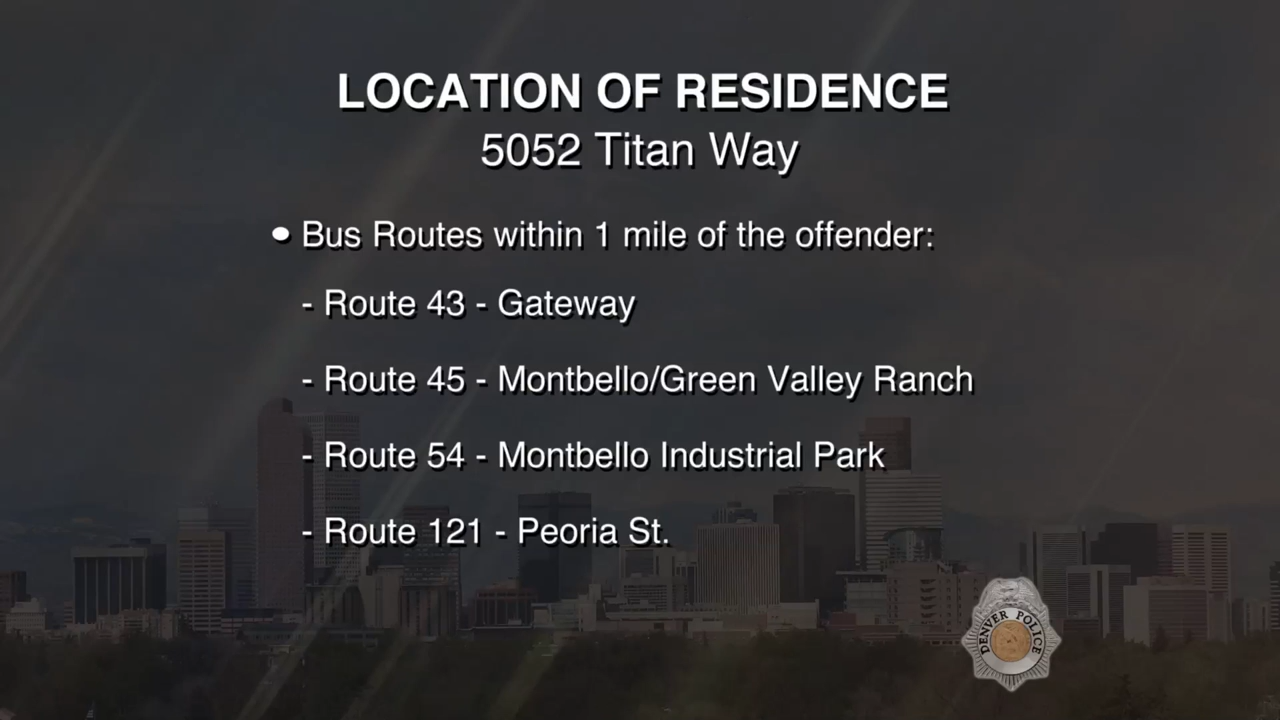 LOCATION OF RESIDENCE
5052 Titan Way
• Bus Routes within 1 mile of the offender:
- Route 43 - Gateway
- Route 45 - Montbello/Green Valley Ranch
- Route 54 - Montbello Industrial Park
- Route 121 - Peoria St.
DENVER POLICE